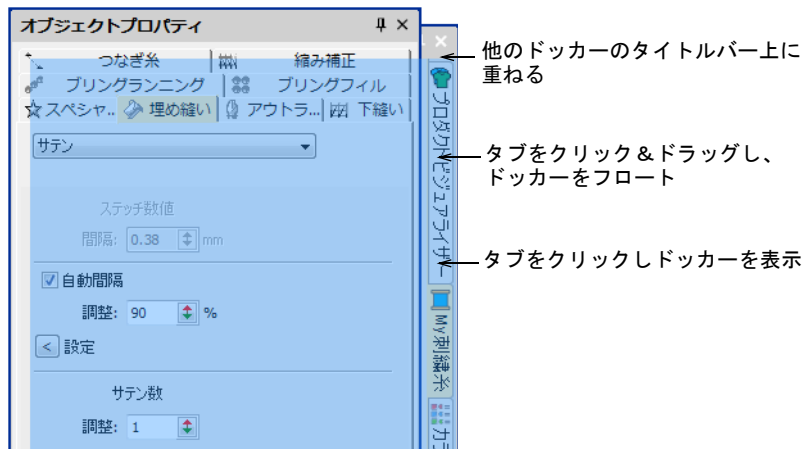 オブジェクトプロパティ
つなぎ糸
縮み補正
ブリングランニング
ブリングフィル
スペシャ..
埋め縫い
アウトラ...
下縫い
サテン
ステッチ数値
間隔: 0.38 mm
自動間隔
調整: 90 %
< 設定
サテン数
調整: 1
プロダクトビジュアライザー
My刺繍糸
カラ
他のドッカーのタイトルバー上に
重ねる
タブをクリック&ドラッグし、
ドッカーをフロート
タブをクリックしドッカーを表示